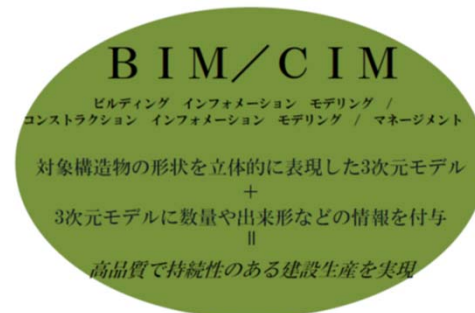 BIM/CIM
ビルディング インフォメーション モデリング /
コンストラクション インフォメーション モデリング / マネージメント
対象構造物の形状を立体的に表現した3次元モデル
+
3次元モデルに数量や出来形などの情報を付与
||
高品質で持続性のある建設生産を実現